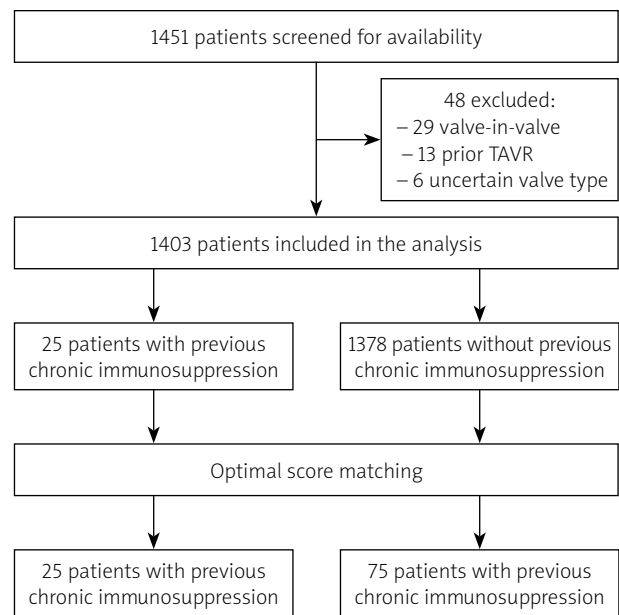 1451 patients screened for availability
48 excluded:
– 29 valve-in-valve
– 13 prior TAVR
– 6 uncertain valve type
1403 patients included in the analysis
25 patients with previous
chronic immunosuppression
1378 patients without previous
chronic immunosuppression
Optimal score matching
25 patients with previous
chronic immunosuppression
75 patients with previous
chronic immunosuppression